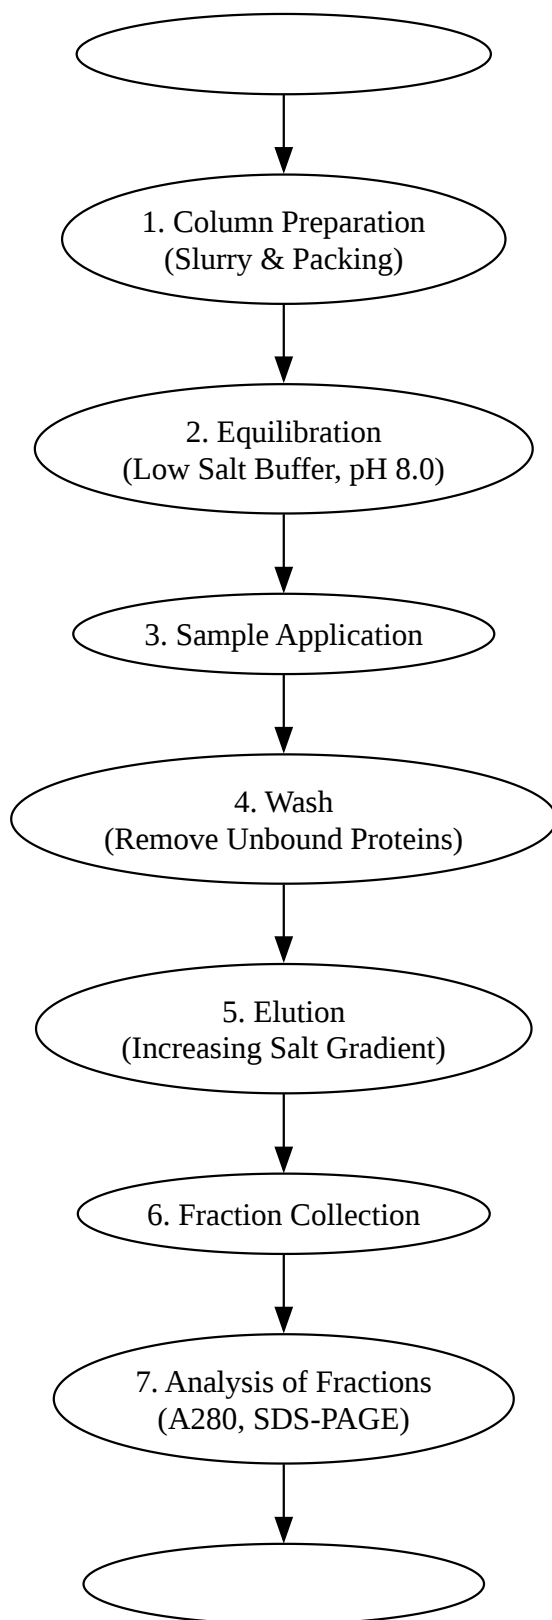 1. Column Preparation
(Slurry & Packing)
2. Equilibration
(Low Salt Buffer, pH 8.0)
3. Sample Application
4. Wash
(Remove Unbound Proteins)
5. Elution
(Increasing Salt Gradient)
6. Fraction Collection
7. Analysis of Fractions
(A280, SDS-PAGE)